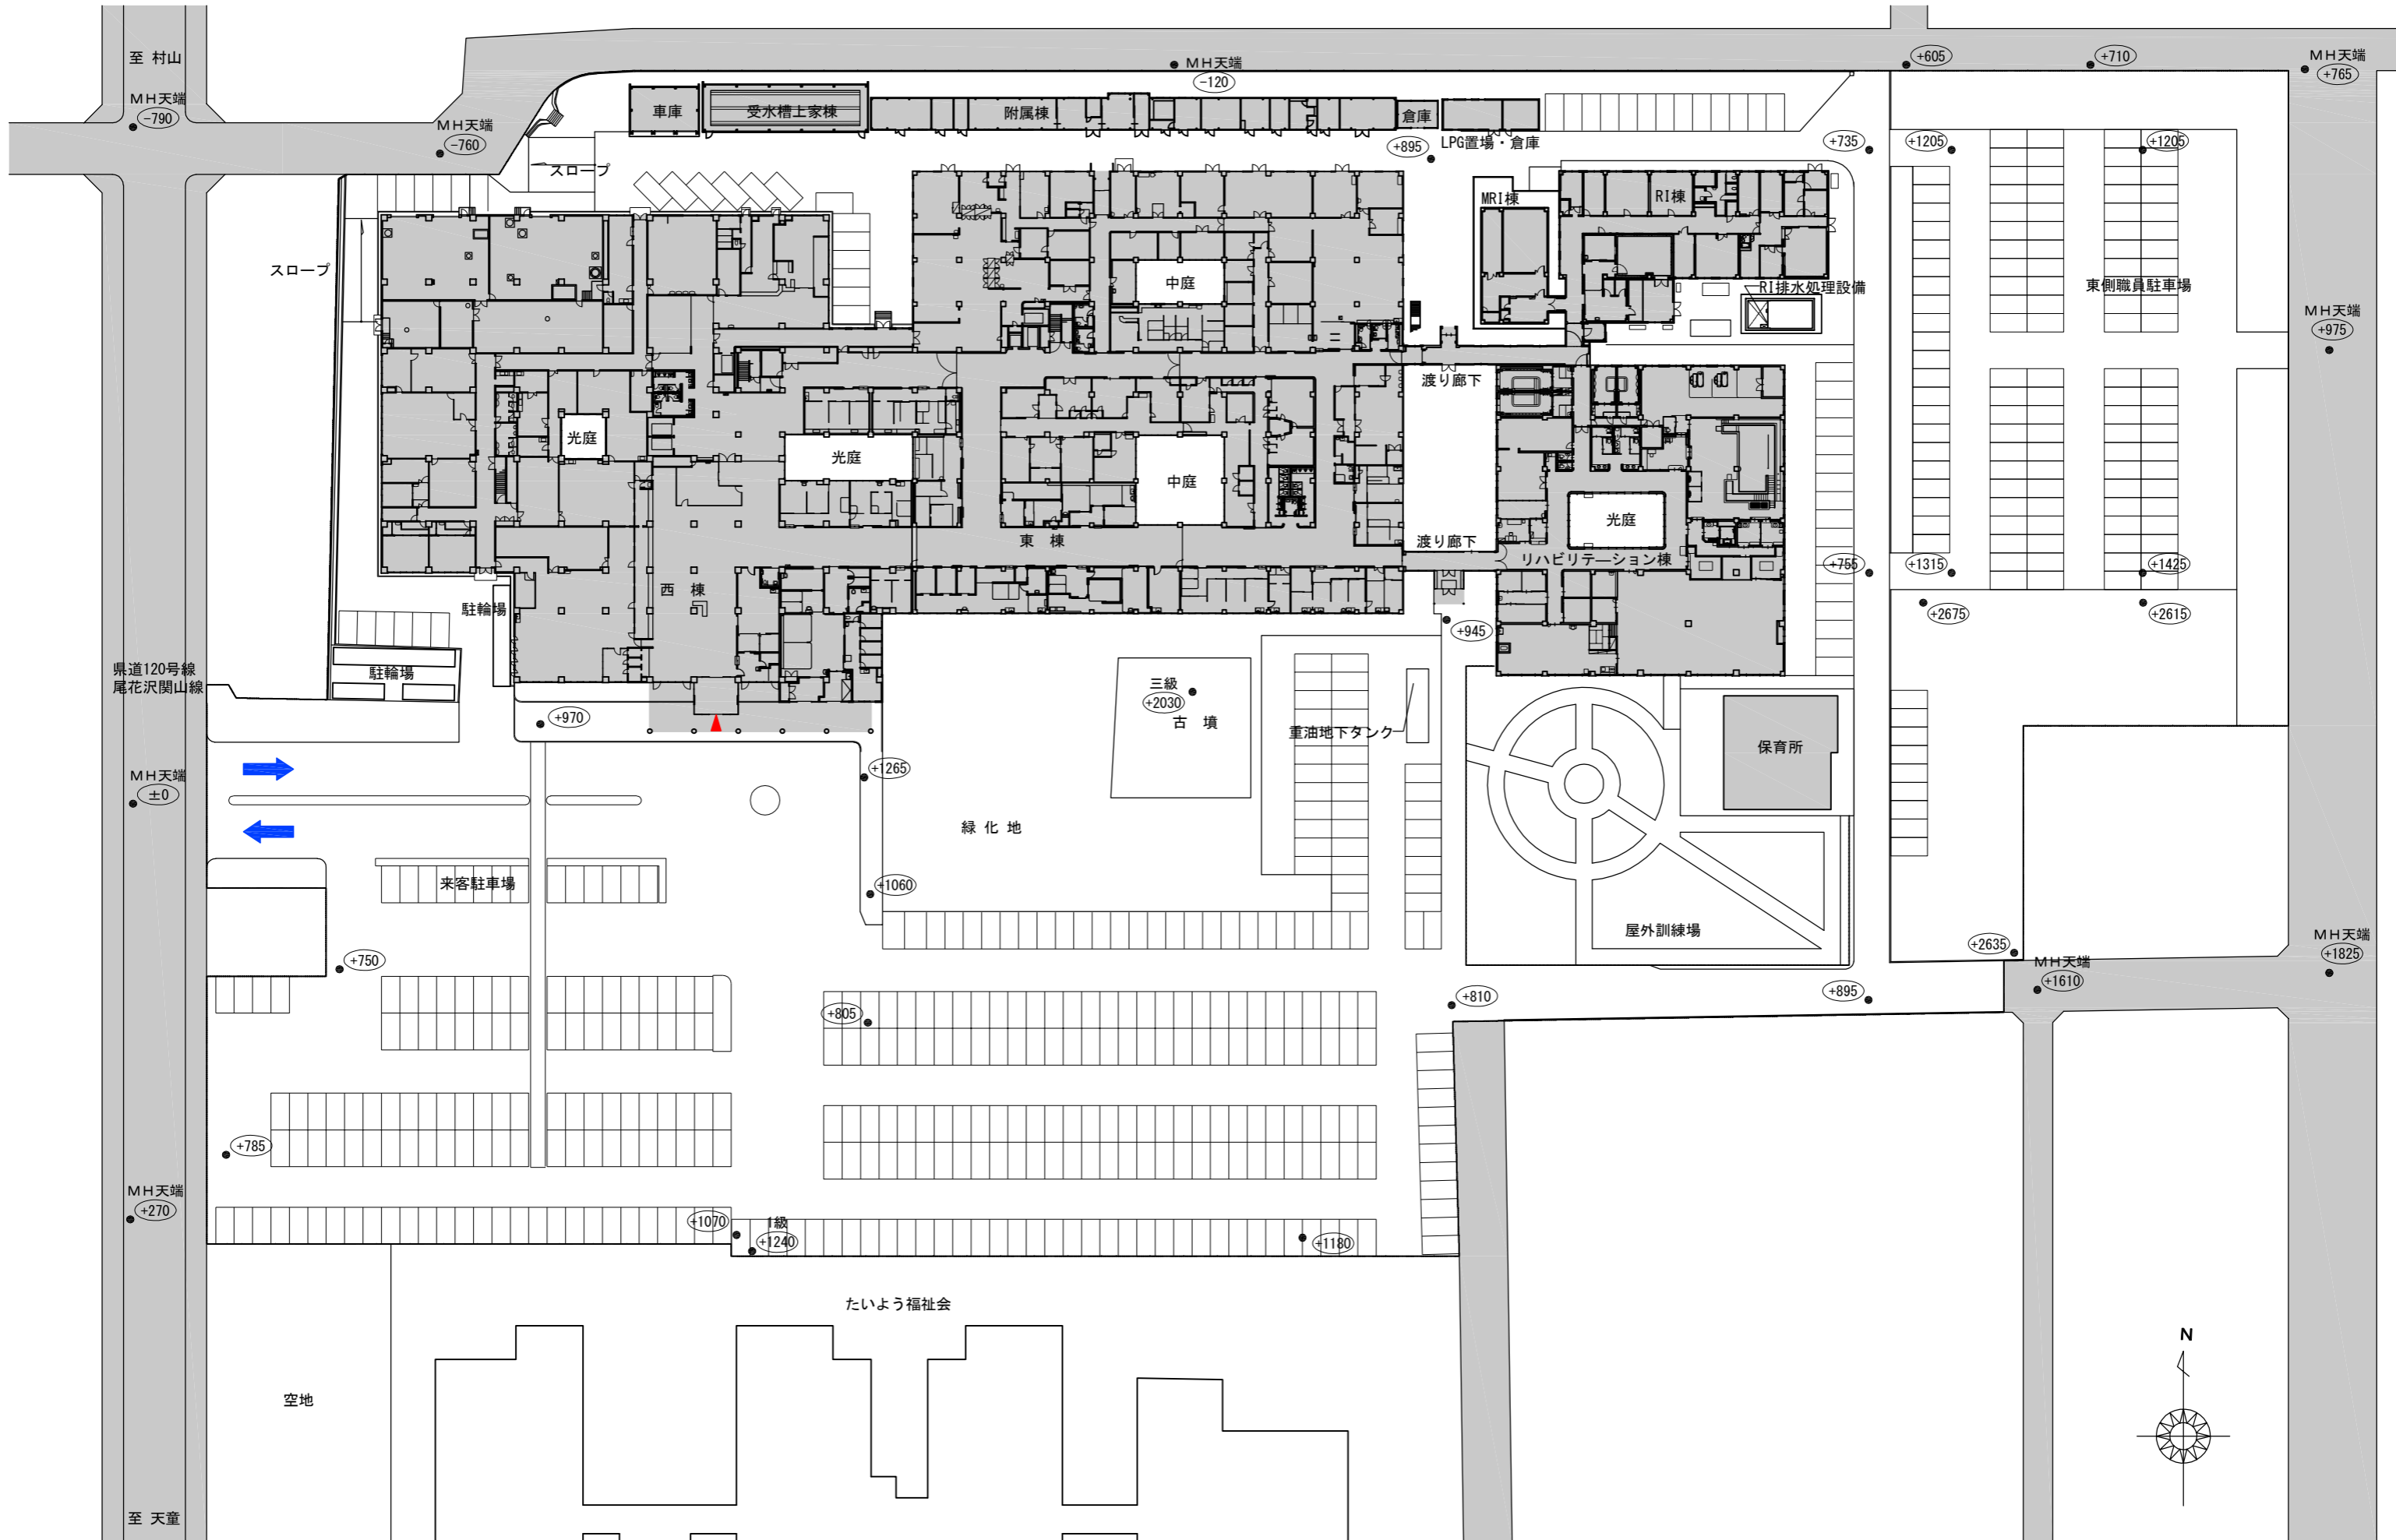 至 村山
MH天端
-790
MH天端
-760
MH天端
-120
+605
+710
MH天端
+765
車庫
受水槽上家棟
附属棟
倉庫
LPG置場・倉庫
+895
+735
+1205
+1205
スロープ
スロープ
MRI棟
RI棟
中庭
RI排水処理設備
東側職員駐車場
MH天端
+975
渡り廊下
光庭
光庭
中庭
光庭
東 棟
渡り廊下
リハビリテーション棟
+755
+1315
+1425
西 棟
駐輪場
+945
+2675
+2615
県道120号線
尾花沢関山線
駐輪場
三級
+2030
古 墳
+970
重油地下タンク
保育所
MH天端
±0
+1265
緑 化 地
来客駐車場
+1060
屋外訓練場
+2635
MH天端
+1825
+750
MH天端
+1610
+805
+810
+895
+785
MH天端
+270
+1070
1級
+1240
+1180
たいよう福祉会
空地
N
至 天童